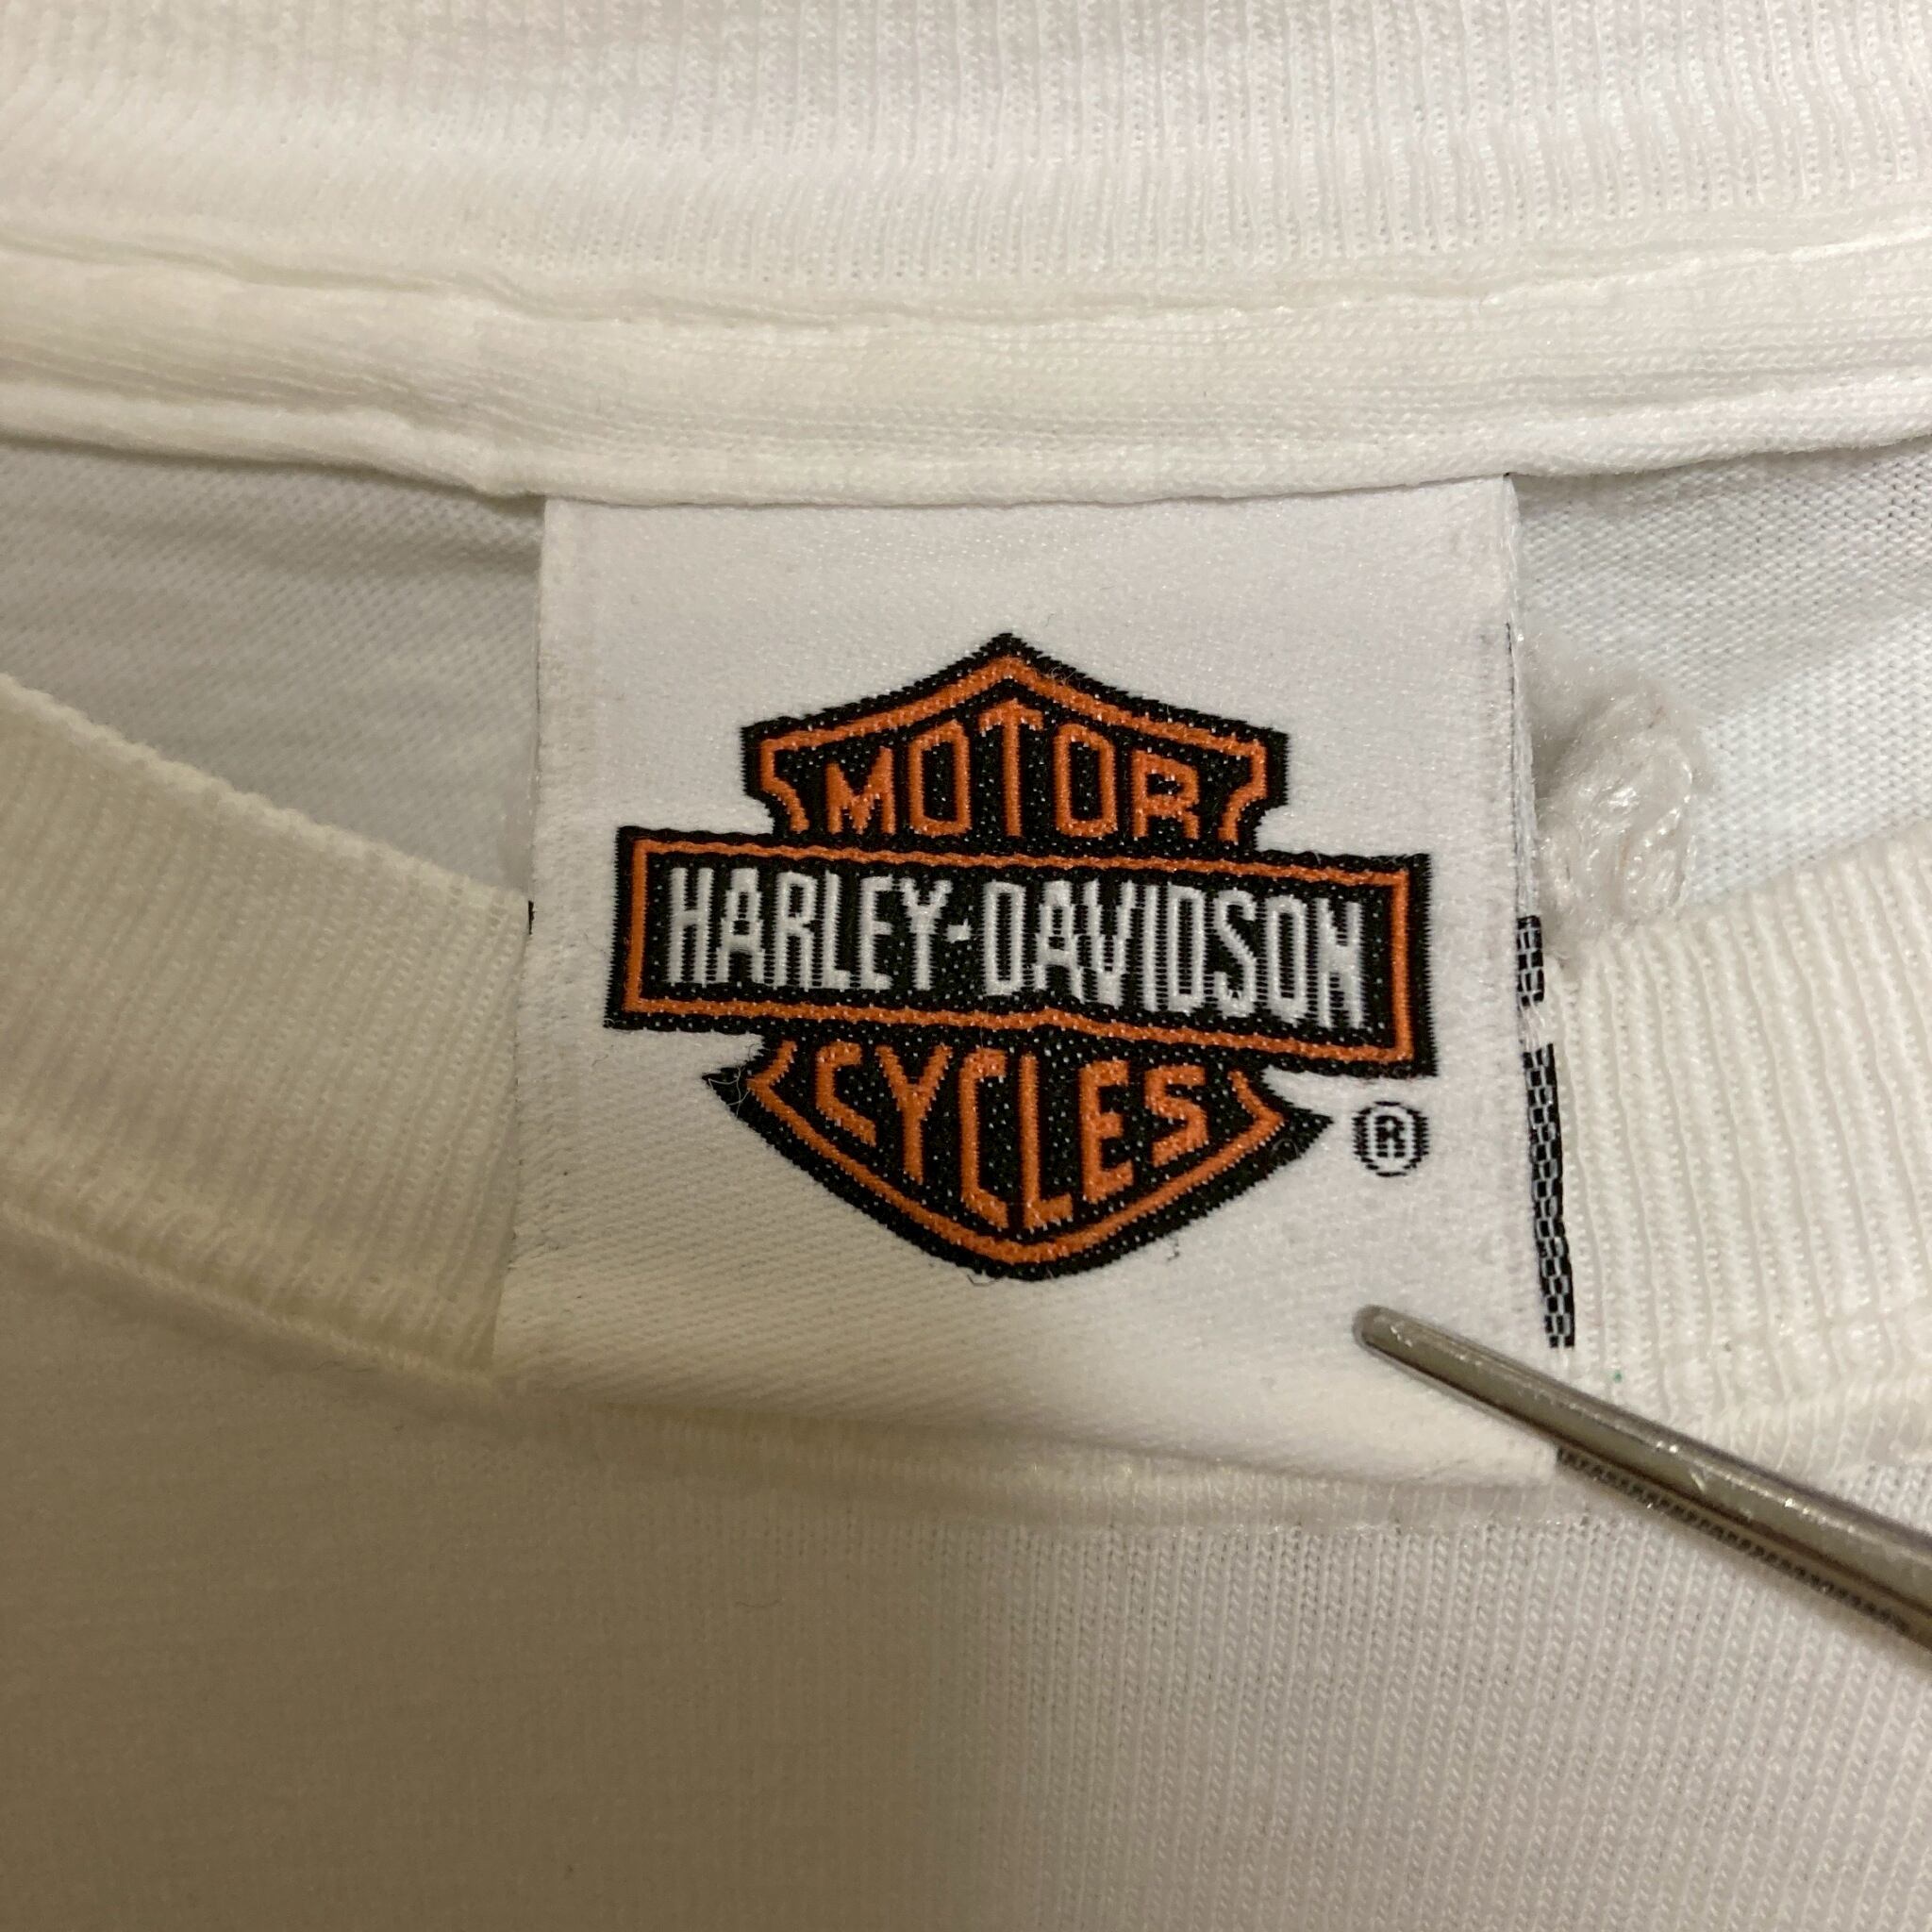 MOTOR
HARLEY-DAVIDSON
CYCLES
®